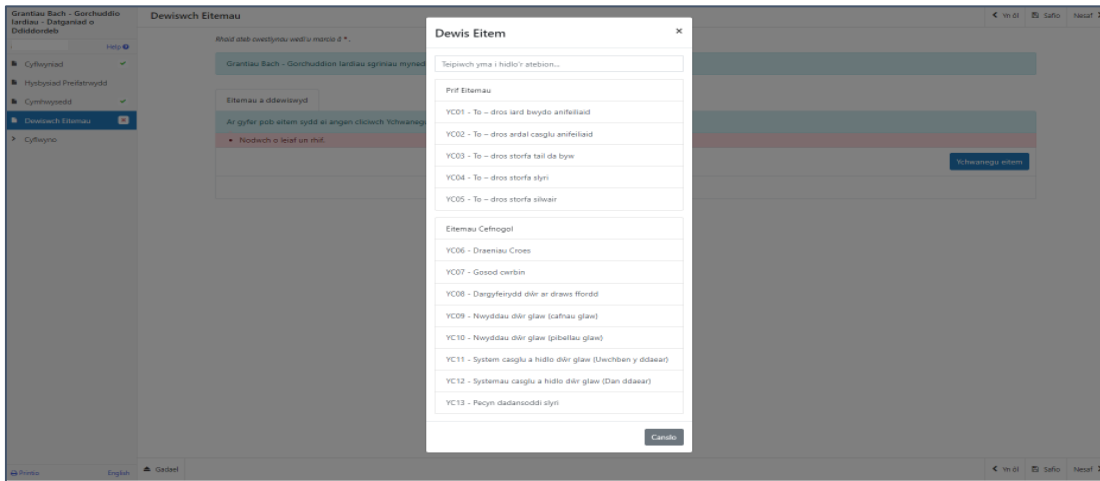 Grantiau Bach - Gorchuddio
Iardiau - Datganiad o
Ddiddordeb
Help
Cyflwyniad
Hysbysiad Preifatrwydd
Cymhwysedd
Dewiswch Eitemau
Cyflwyno
Printio
English
Dewiswch Eitemau
Yn ôl
Safio
Nesaf
Rhaid ateb cwestiynau wedi'u marcio â *.
Grantiau Bach - Gorchuddion Iardiau sgriniau myned
Eitemau a ddewiswyd
Ar gyfer pob eitem sydd ei angen cliciwch Ychwaneg
• Nodwch o leiaf un rhif.
Ychwanegu eitem
Dewis Eitem
×
Teipiwch yma i hidlo'r atebion...
Prif Eitemau
YC01 - To – dros iard bwydo anifeiliaid
YC02 - To – dros ardal casglu anifeiliaid
YC03 - To – dros storfa tail da byw
YC04 - To – dros storfa slyri
YC05 - To – dros storfa silwair
Eitemau Cefnogol
YC06 - Draeniau Croes
YC07 - Gosod cwrbin
YC08 - Dargyfeirydd dŵr ar draws ffordd
YC09 - Nwyddau dŵr glaw (cafnau glaw)
YC10 - Nwyddau dŵr glaw (pibellau glaw)
YC11 - System casglu a hidlo dŵr glaw (Uwchben y ddaear)
YC12 - Systemau casglu a hidlo dŵr glaw (Dan ddaear)
YC13 - Pecyn dadansoddi slyri
Canslo
Gadael
Yn ôl
Safio
Nesaf